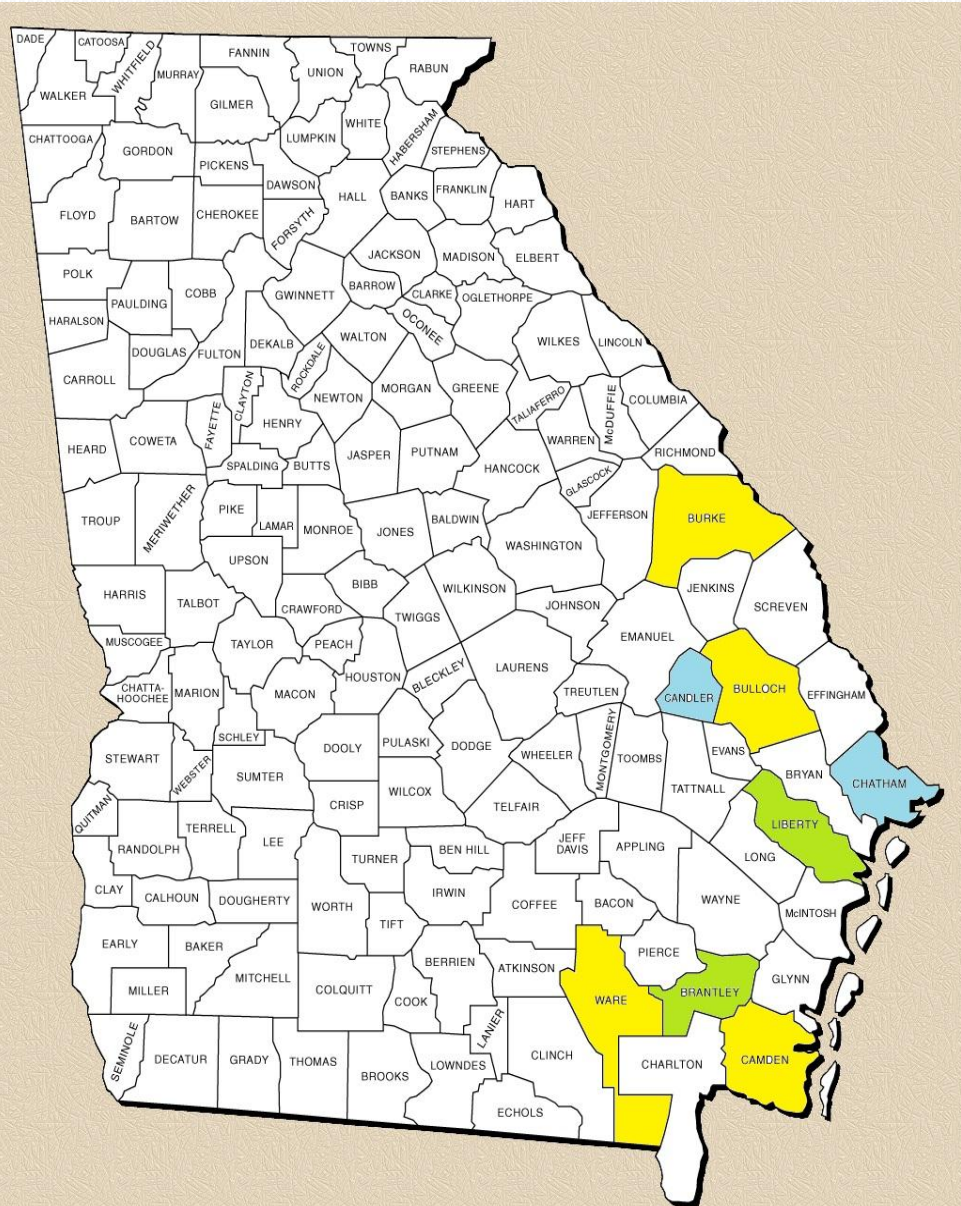 DADE
CATOOSA
WHITFIELD
MURRAY
FANNIN
UNION
TOWNS
RABUN
WALKER
GILMER
WHITE
HABERSHAM
LUMPKIN
STEPHENS
CHATTOOGA
GORDON
PICKENS
DAWSON
HALL
BANKS
FRANKLIN
HART
FLOYD
BARTOW
CHEROKEE
FORSYTH
JACKSON
MADISON
ELBERT
POLK
PAULDING
COBB
GWINNETT
BARROW
CLARKE
OGLETHORPE
HARALSON
OCONEE
DOUGLAS
FULTON
DEKALB
ROCKDALE
WALTON
WILKES
LINCOLN
CARROLL
CLAYTON
NEWTON
MORGAN
GREENE
TALIAFERRO
McDUFFIE
COLUMBIA
HEARD
COWETA
FAYETTE
HENRY
SPALDING
BUTTS
JASPER
PUTNAM
HANCOCK
WARREN
GLASCOCK
RICHMOND
TROUP
MERIWETHER
PIKE
LAMAR
MONROE
JONES
BALDWIN
JEFFERSON
BURKE
WASHINGTON
UPSON
HARRIS
TALBOT
CRAWFORD
BIBB
WILKINSON
TWIGGS
JOHNSON
JENKINS
SCREVEN
EMANUEL
MUSCOGEE
TAYLOR
PEACH
CHATTA-
HOOCHEE
MARION
MACON
HOUSTON
BLECKLEY
LAURENS
TREUTLEN
CANDLER
BULLOCH
EFFINGHAM
SCHLEY
STEWART
WEBSTER
SUMTER
DOOLY
PULASKI
DODGE
WHEELER
MONTGOMERY
TOOMBS
TATTNALL
EVANS
BRYAN
CHATHAM
QUITMAN
RANDOLPH
TERRELL
LEE
CRISP
WILCOX
TELFAIR
JEFF
DAVIS
APPLING
LONG
LIBERTY
TURNER
BEN HILL
CLAY
CALHOUN
DOUGHERTY
WORTH
IRWIN
TIFT
COFFEE
BACON
WAYNE
McINTOSH
EARLY
BAKER
MITCHELL
MILLER
COLQUITT
COOK
BERRIEN
ATKINSON
PIERCE
WARE
BRANTLEY
GLYNN
SEMINOLE
DECATUR
GRADY
THOMAS
BROOKS
LOWNDES
LANIER
CLINCH
ECHOLS
CHARLTON
CAMDEN